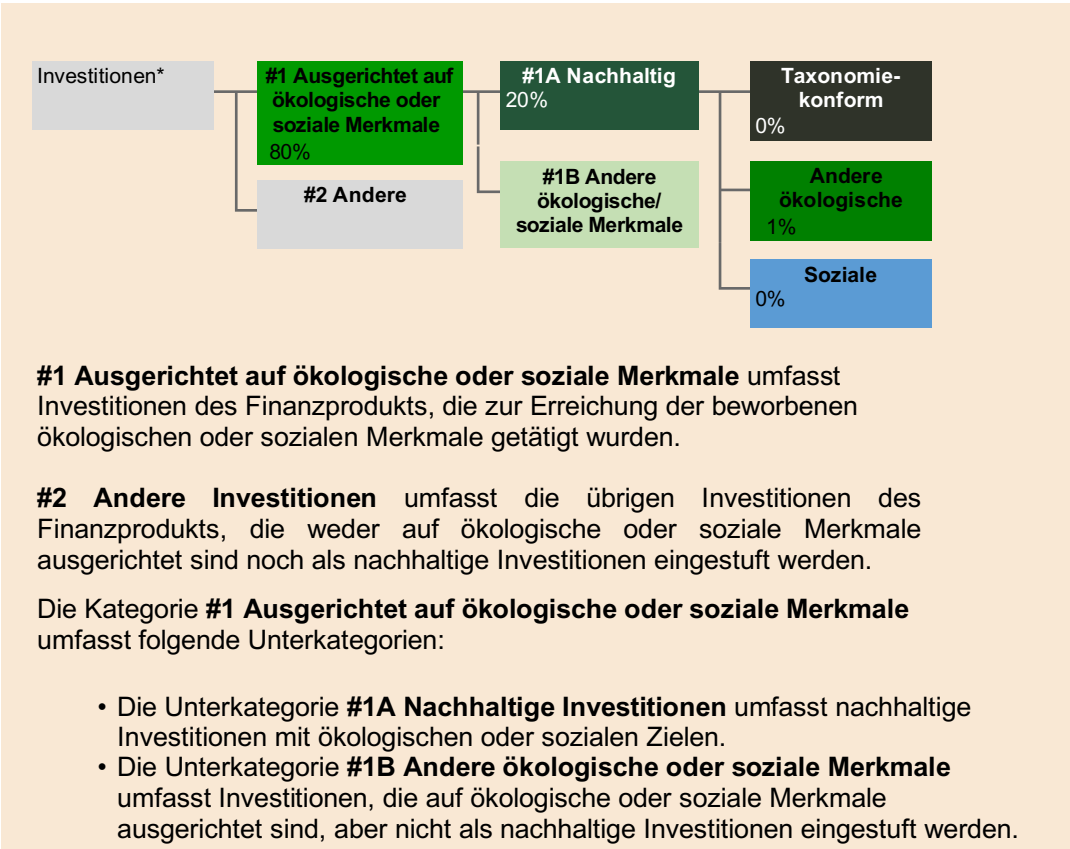 Investitionen*
#1 Ausgerichtet auf
ökologische oder
soziale Merkmale
80%
#2 Andere
#1A Nachhaltig
20%
#1B Andere
ökologische/
soziale Merkmale
Taxonomie-
konform
0%
Andere
ökologische
1%
Soziale
0%
#1 Ausgerichtet auf ökologische oder soziale Merkmale umfasst
Investitionen des Finanzprodukts, die zur Erreichung der beworbenen
ökologischen oder sozialen Merkmale getätigt wurden.
#2 Andere Investitionen umfasst die übrigen Investitionen des
Finanzprodukts, die weder auf ökologische oder soziale Merkmale
ausgerichtet sind noch als nachhaltige Investitionen eingestuft werden.
Die Kategorie #1 Ausgerichtet auf ökologische oder soziale Merkmale
umfasst folgende Unterkategorien:
• Die Unterkategorie #1A Nachhaltige Investitionen umfasst nachhaltige
Investitionen mit ökologischen oder sozialen Zielen.
• Die Unterkategorie #1B Andere ökologische oder soziale Merkmale
umfasst Investitionen, die auf ökologische oder soziale Merkmale
ausgerichtet sind, aber nicht als nachhaltige Investitionen eingestuft werden.